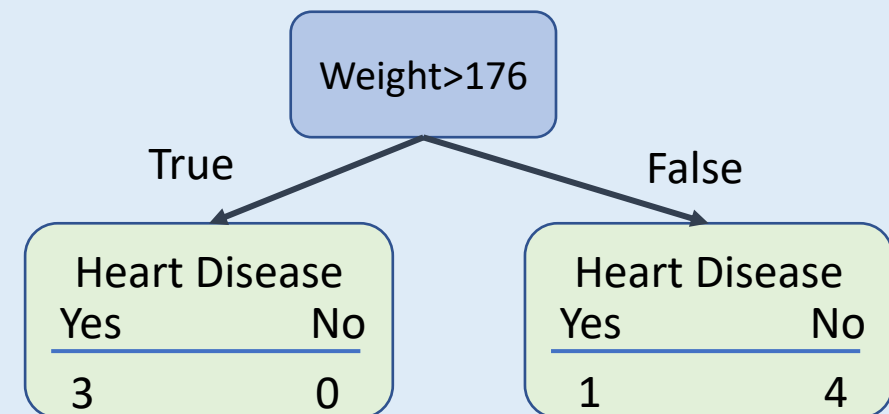 Weight>176
True
False
Heart Disease
Yes No
3 0
Heart Disease
Yes No
1 4